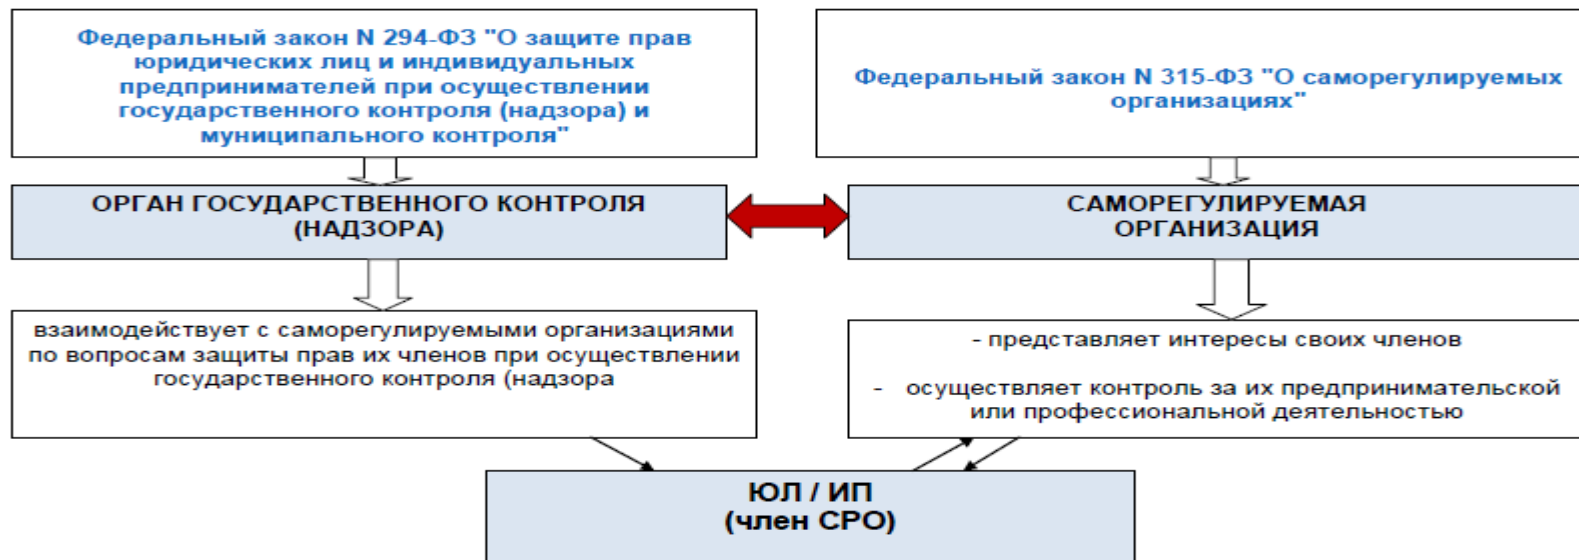 Федеральный закон N 294-ФЗ "О защите прав
юридических лиц и индивидуальных
предпринимателей при осуществлении
государственного контроля (надзора) и
муниципального контроля"
Федеральный закон N 315-ФЗ "О саморегулируемых
организациях"
ОРГАН ГОСУДАРСТВЕННОГО КОНТРОЛЯ
(НАДЗОРА)
САМОРЕГУЛИРУЕМАЯ
ОРГАНИЗАЦИЯ
взаимодействует с саморегулируемыми организациями
по вопросам защиты прав их членов при осуществлении
государственного контроля (надзора
- представляет интересы своих членов
- осуществляет контроль за их предпринимательской
или профессиональной деятельностью
ЮЛ / ИП
(член СРО)